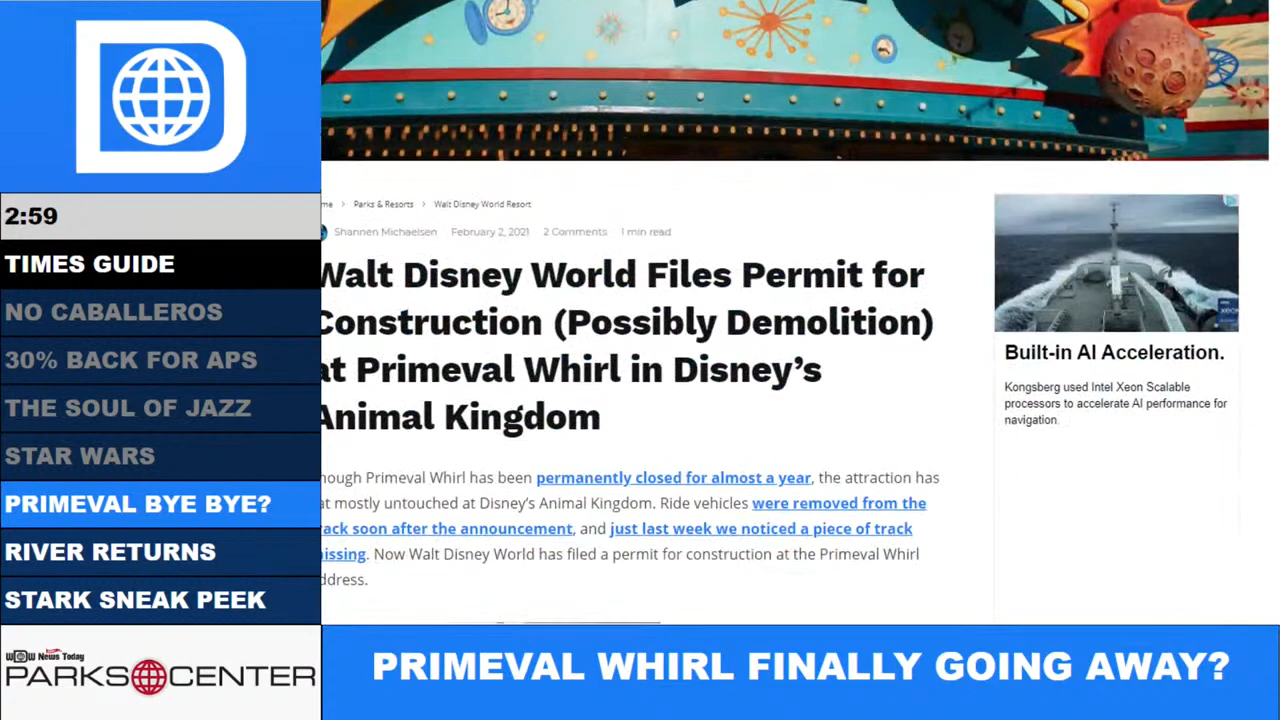 2:59
TIMES GUIDE
NO CABALLEROS
30% BACK FOR APS
THE SOUL OF JAZZ
STAR WARS
PRIMEVAL BYE BYE?
RIVER RETURNS
STARK SNEAK PEEK
WDW News Today
PARKS CENTER
me > Parks & Resorts > Walt Disney World Resort
Shannen Michaelsen February 2, 2021 2 Comments 1 min read
Walt Disney World Files Permit for
Construction (Possibly Demolition)
at Primeval Whirl in Disney’s
Animal Kingdom
hough Primeval Whirl has been permanently closed for almost a year, the attraction has
at mostly untouched at Disney’s Animal Kingdom. Ride vehicles were removed from the
rack soon after the announcement, and just last week we noticed a piece of track
missing. Now Walt Disney World has filed a permit for construction at the Primeval Whirl
ddress.
Built-in AI Acceleration.
Kongsberg used Intel Xeon Scalable
processors to accelerate AI performance for
navigation.
PRIMEVAL WHIRL FINALLY GOING AWAY?